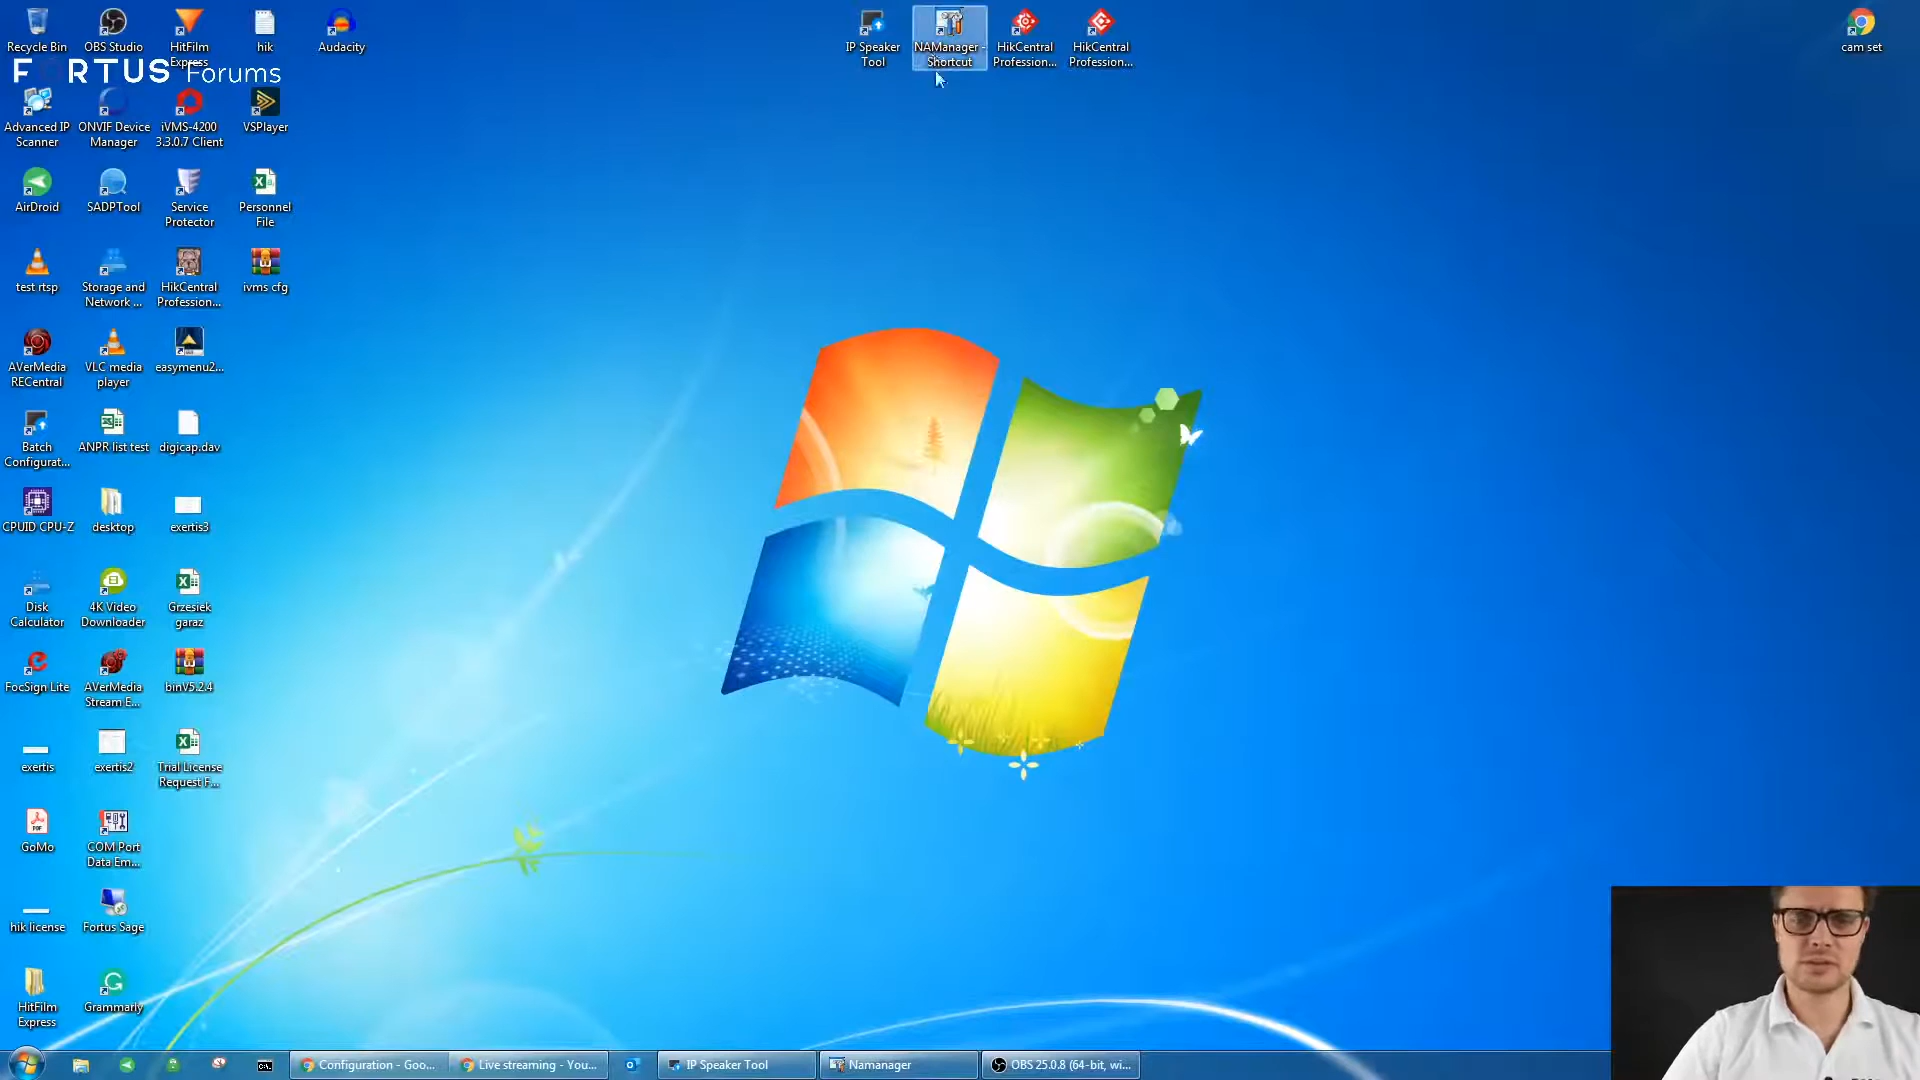 Recycle Bin
OBS Studio
HitFilm
Express
hik
Audacity
IP Speaker
Tool
NAManager -
Shortcut
HikCentral
Profession...
HikCentral
Profession...
cam set
FORTUS Forums
Advanced IP
Scanner
ONVIF Device
Manager
iVMS-4200
3.3.0.7 Client
VSPlayer
AirDroid
SADPTool
Service
Protector
Personnel
File
test rtsp
Storage and
Network ...
HikCentral
Profession...
ivms cfg
AVerMedia
RECentral
VLC media
player
easymenu2...
Batch
Configurat...
ANPR list test
digicap.dav
CPUID CPU-Z
desktop
exertis3
Disk
Calculator
4K Video
Downloader
Grzesiek
garaz
FocSign Lite
AVerMedia
Stream E...
binV5.2.4
exertis
exertis2
Trial License
Request F...
GoMo
COM Port
Data Em...
hik license
Fortus Sage
HitFilm
Express
Grammarly
Configuration - Goo...
Live streaming - You...
IP Speaker Tool
Namanager
OBS 25.0.8 (64-bit, wi...